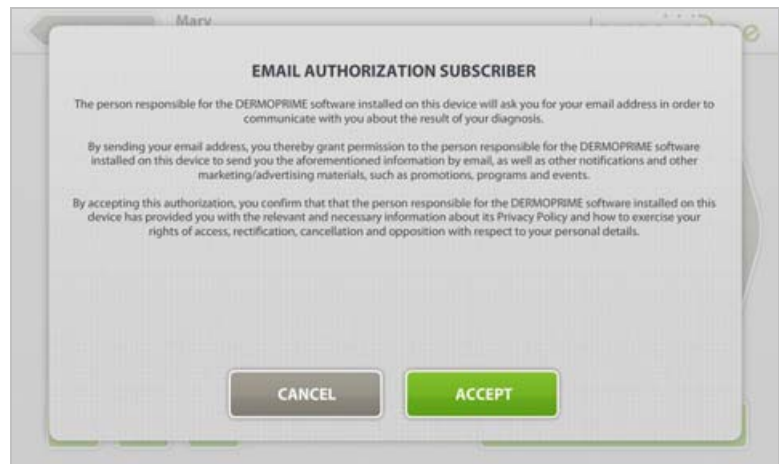 Mary
EMAIL AUTHORIZATION SUBSCRIBER
The person responsible for the DERMOPRIME software installed on this device will ask you for your email address in order to
communicate with you about the result of your diagnosis.
By sending your email address, you thereby grant permission to the person responsible for the DERMOPRIME software
installed on this device to send you the aforementioned information by email, as well as other notifications and other
marketing/advertising materials, such as promotions, programs and events.
By accepting this authorization, you confirm that that the person responsible for the DERMOPRIME software installed on this
device has provided you with the relevant and necessary information about its Privacy Policy and how to exercise your
rights of access, rectification, cancellation and opposition with respect to your personal details.
CANCEL
ACCEPT